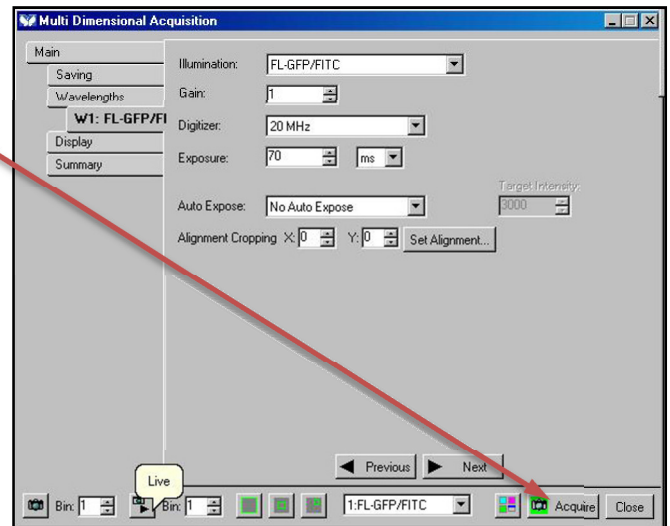 Multi Dimensional Acquisition
Main
Saving
Wavelengths
W1: FL-GFP/FI
Display
Summary
Illumination: FL-GFP/FITC
Gain: 1
Digitizer: 20 MHz
Exposure: 70 ms
Target Intensity:
Auto Expose: No Auto Expose 3000
Alignment Cropping X: 0 Y: 0 Set Alignment...
Previous Next
Live
Bin: 1 Bin: 1 1:FL-GFP/FITC Acquire Close